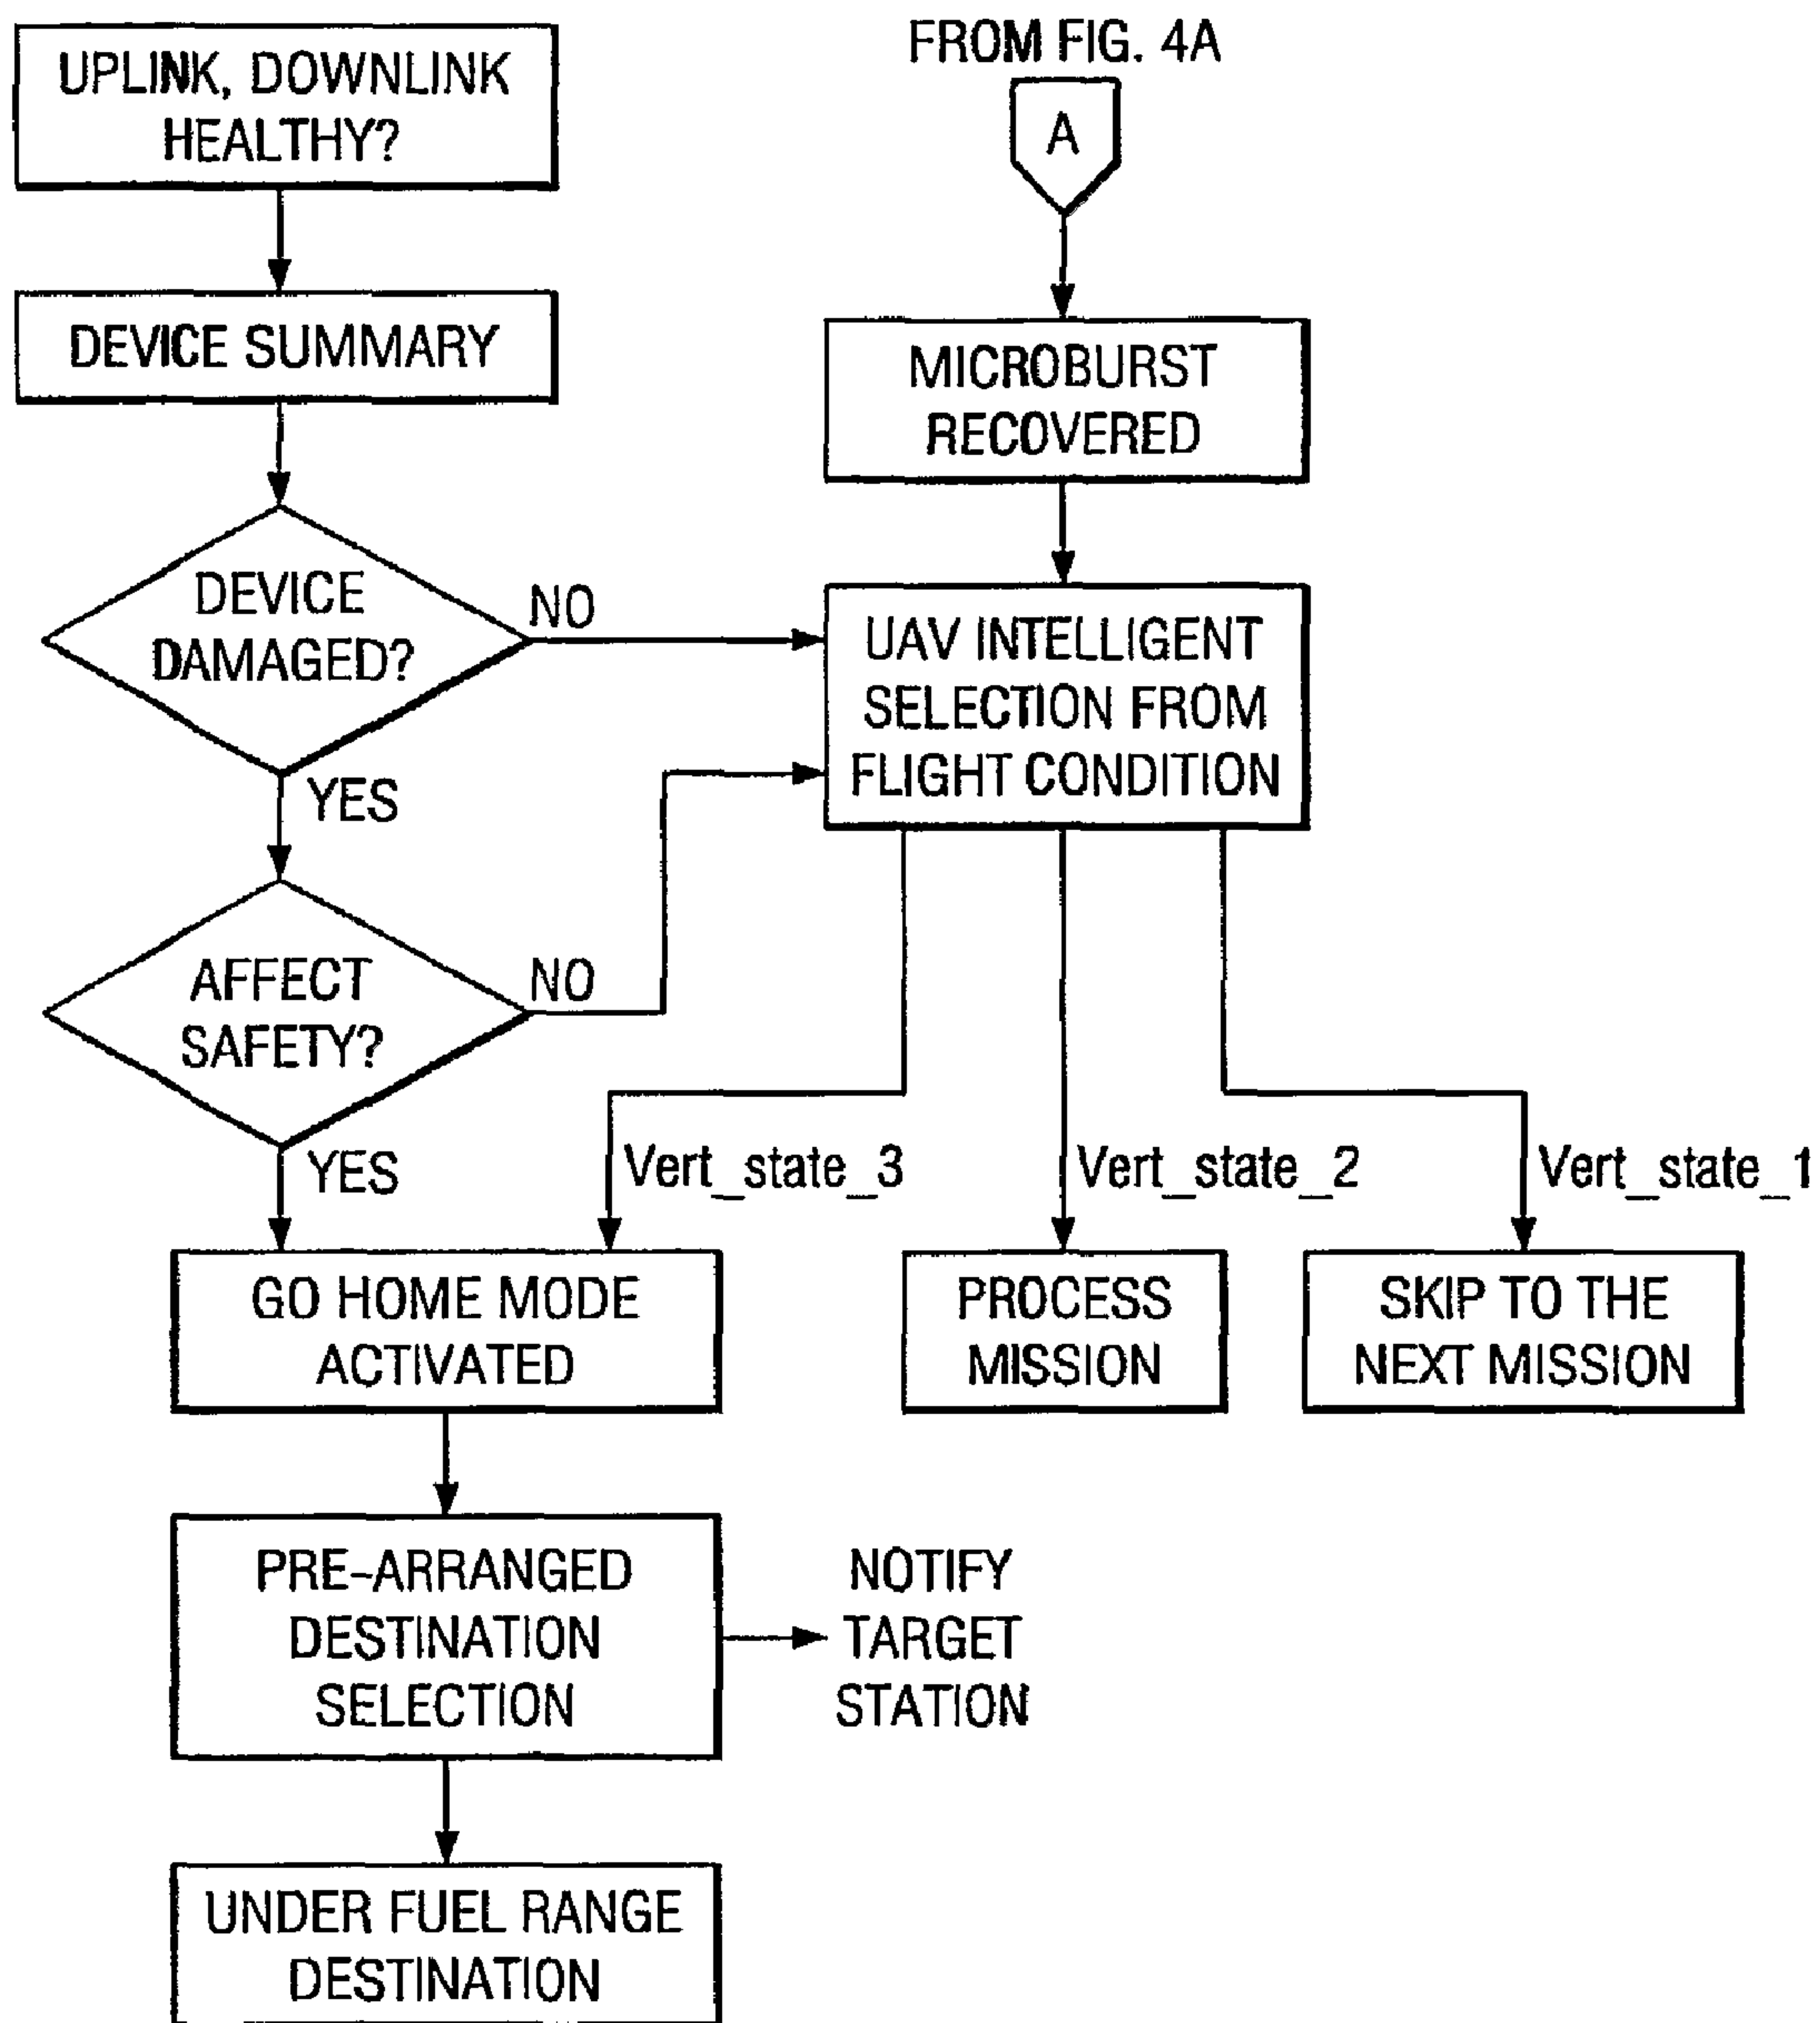 UPLINK, DOWNLINK
HEALTHY?
FROM FIG. 4A
A
DEVICE SUMMARY
MICROBURST
RECOVERED
DEVICE
DAMAGED?
NO
YES
UAV INTELLIGENT
SELECTION FROM
FLIGHT CONDITION
AFFECT
SAFETY?
NO
YES
Vert_state_3
Vert_state_2
Vert_state_1
GO HOME MODE
ACTIVATED
PROCESS
MISSION
SKIP TO THE
NEXT MISSION
PRE-ARRANGED
DESTINATION
SELECTION
NOTIFY
TARGET
STATION
UNDER FUEL RANGE
DESTINATION